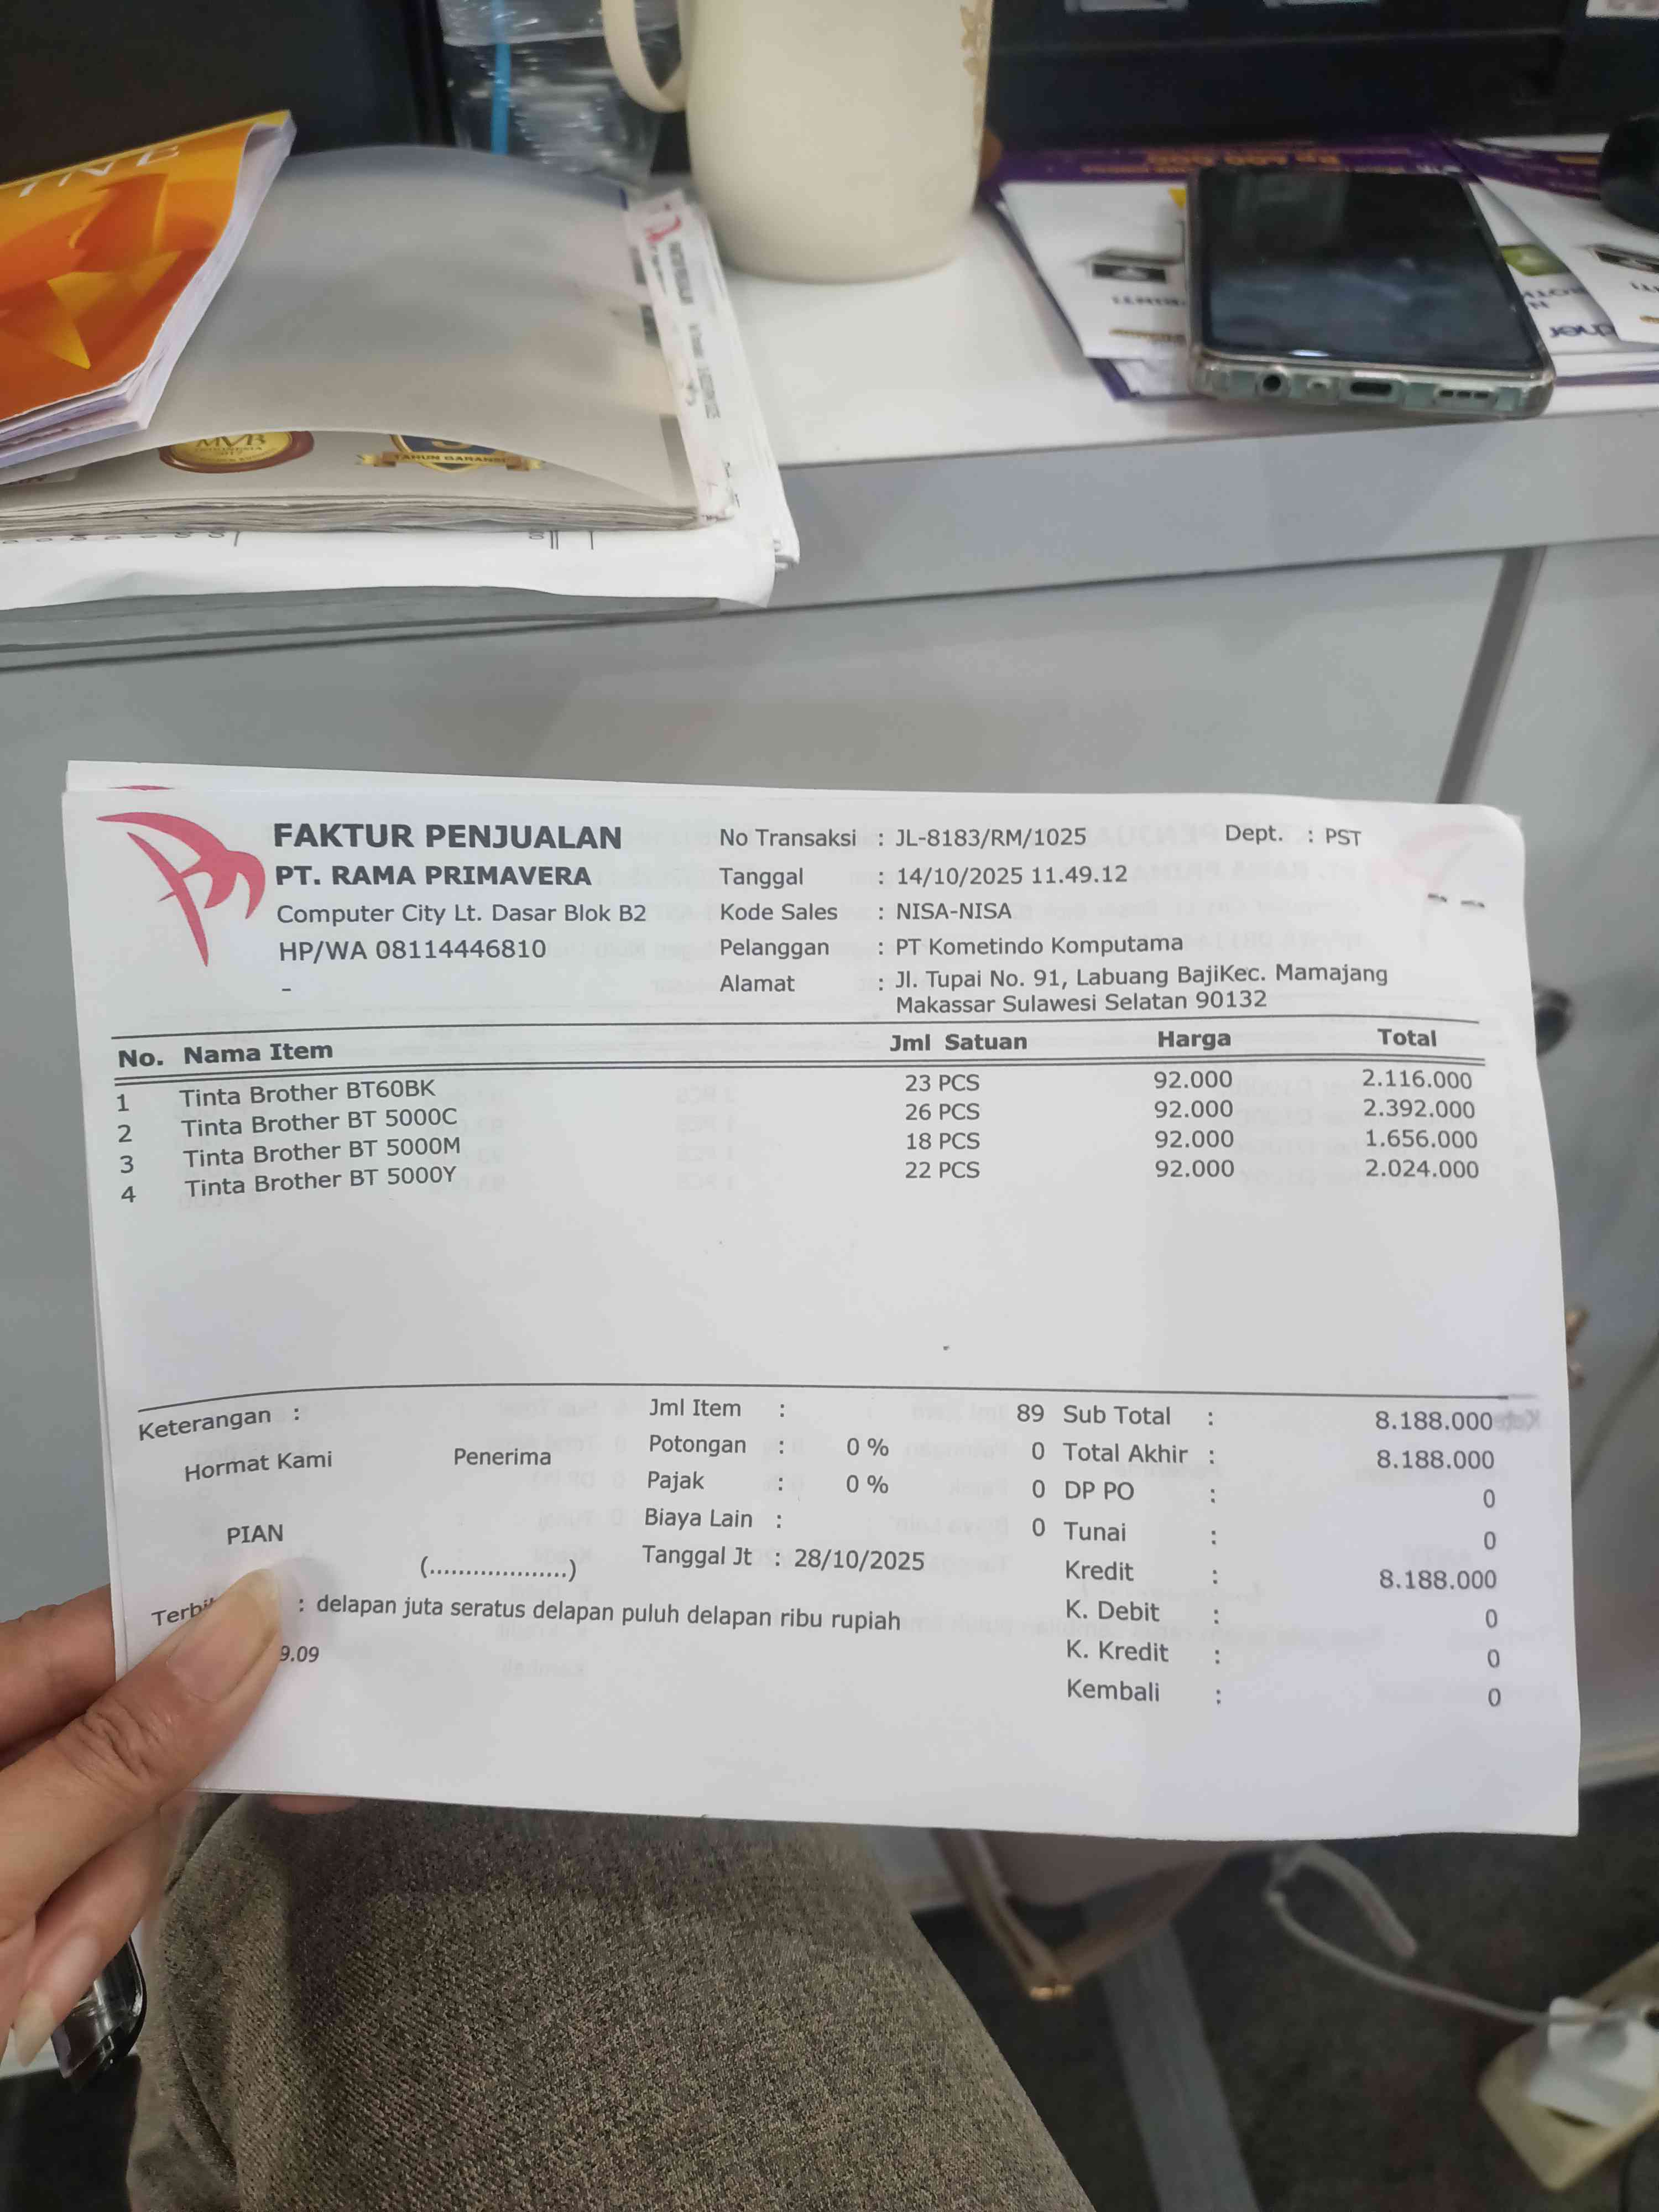 TINE
MVB
TAHUN GARANSI
FAKTUR PENJUALAN
PT. RAMA PRIMAVERA
Computer City Lt. Dasar Blok B2
HP/WA 08114446810
-
No Transaksi : JL-8183/RM/1025 Dept. : PST
Tanggal : 14/10/2025 11.49.12
Kode Sales : NISA-NISA
Pelanggan : PT Kometindo Komputama
Alamat : Jl. Tupai No. 91, Labuang BajiKec. Mamajang
Makassar Sulawesi Selatan 90132
No. Nama Item Jml Satuan Harga Total
1 Tinta Brother BT60BK 23 PCS 92.000 2.116.000
2 Tinta Brother BT 5000C 26 PCS 92.000 2.392.000
3 Tinta Brother BT 5000M 18 PCS 92.000 1.656.000
4 Tinta Brother BT 5000Y 22 PCS 92.000 2.024.000
Keterangan :
Hormat Kami Penerima
PIAN
(...................)
Jml Item : 89
Potongan : 0 % 0
Pajak : 0 % 0
Biaya Lain : 0
Tanggal Jt : 28/10/2025
Sub Total : 8.188.000
Total Akhir : 8.188.000
DP PO : 0
Tunai : 0
Kredit : 8.188.000
K. Debit : 0
K. Kredit : 0
Kembali : 0
: delapan juta seratus delapan puluh delapan ribu rupiah
9.09